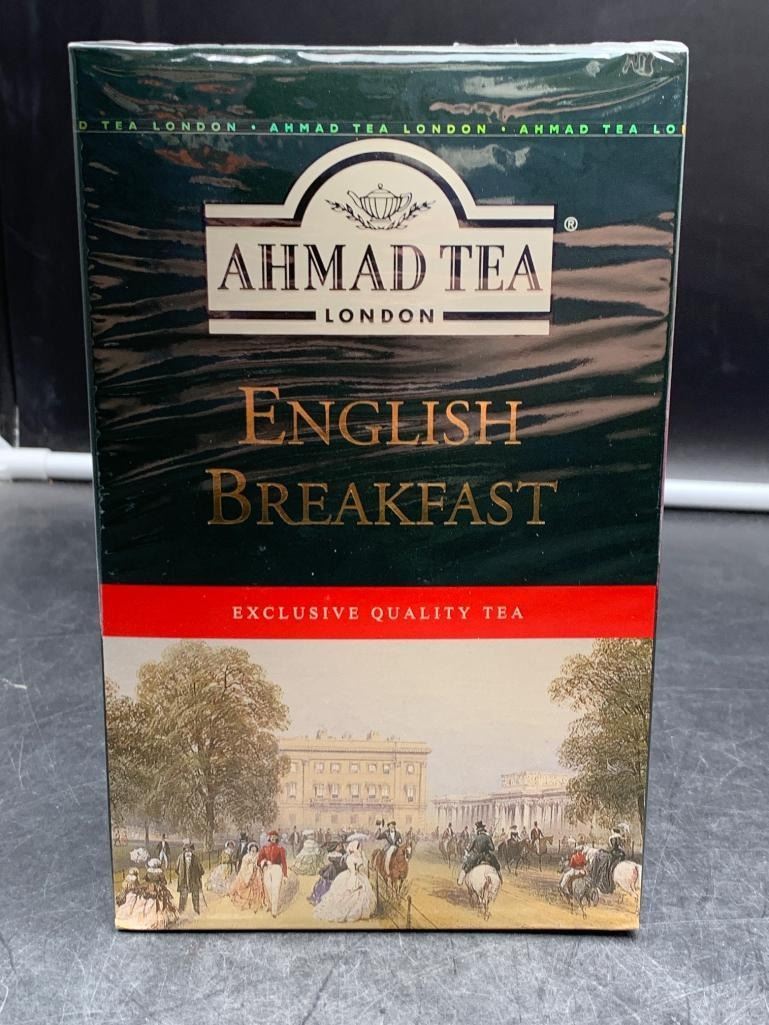 D TEA LONDON • AHMAD TEA LONDON • AHMAD TEA LO
AHMAD TEA®
LONDON
ENGLISH
BREAKFAST
EXCLUSIVE QUALITY TEA